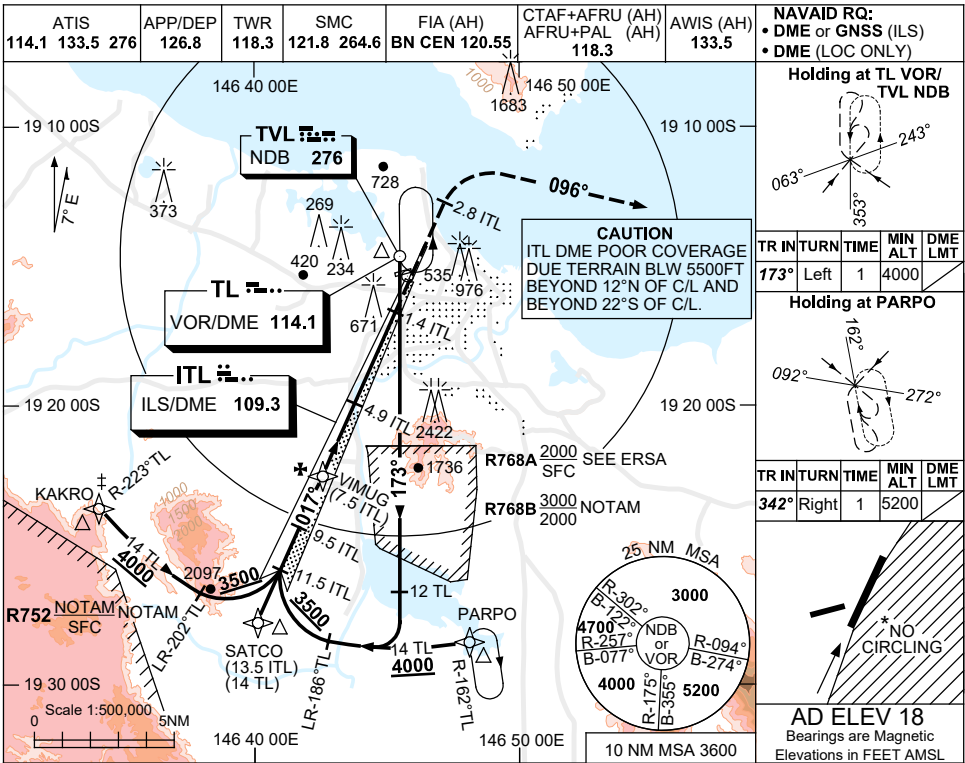 ATIS
114.1 133.5 276
APP/DEP
126.8
TWR
118.3
SMC
121.8 264.6
FIA (AH)
BN CEN 120.55
CTAF+AFRU (AH)
AFRU+PAL (AH)
118.3
AWIS (AH)
133.5
NAVAID RQ:
• DME or GNSS (ILS)
• DME (LOC ONLY)
146 40 00E
1000
1683
146 50 00E
19 10 00S
19 10 00S
7° E
TVL
NDB 276
728
373
269
234
420
096°
2.8 ITL
CAUTION
ITL DME POOR COVERAGE
DUE TERRAIN BLW 5500FT
BEYOND 12°N OF C/L AND
BEYOND 22°S OF C/L.
535
976
TL
VOR/DME 114.1
671
1.4 ITL
ITL
ILS/DME 109.3
19 20 00S
19 20 00S
4.9 ITL
2422
1736
R768A 2000
SFC SEE ERSA
R768B 3000
2000 NOTAM
173°
VIMUG
(7.5 ITL)
017°
9.5 ITL
11.5 ITL
KAKRO
‡
R-223°TL
1000
1500
2000
14 TL
4000
2097
3500
3500
LR-202°TL
R752 NOTAM
SFC NOTAM
SATCO
(13.5 ITL)
(14 TL)
LR-186°TL
12 TL
PARPO
14 TL
4000
R-162°TL
19 30 00S
Scale 1:500,000
0 5NM
146 40 00E
146 50 00E
25 NM MSA
3000
R-302°
B-122°
4700
R-257°
B-077°
NDB
or
VOR
R-094°
B-274°
4000
R-175°
B-355°
5200
10 NM MSA 3600
Holding at TL VOR/
TVL NDB
243°
063°
353°
TR IN TURN TIME MIN ALT DME LMT
173° Left 1 4000
Holding at PARPO
162°
092°
272°
TR IN TURN TIME MIN ALT DME LMT
342° Right 1 5200
*NO
CIRCLING
AD ELEV 18
Bearings are Magnetic
Elevations in FEET AMSL